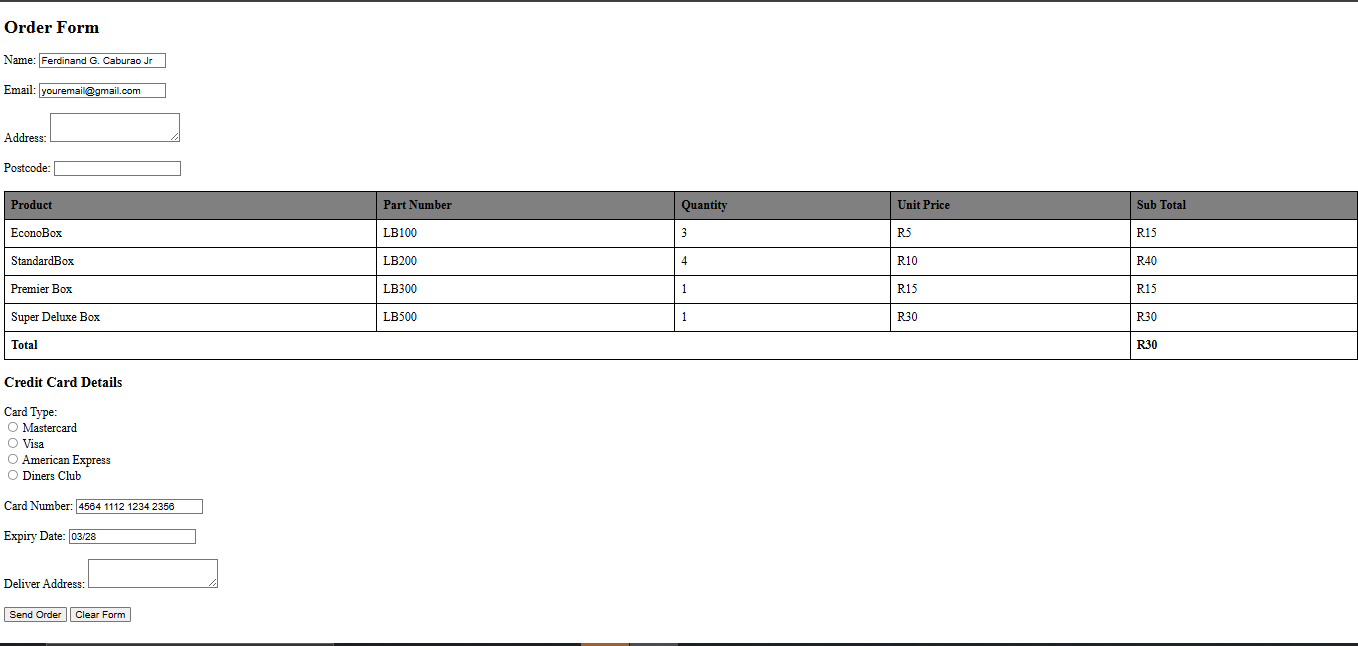 Order Form
Name: Ferdinand G. Caburao Jr
Email: youremail@gmail.com
Address:
Postcode:
Product Part Number Quantity Unit Price Sub Total
EconoBox LB100 3 R5 R15
StandardBox LB200 4 R10 R40
Premier Box LB300 1 R15 R15
Super Deluxe Box LB500 1 R30 R30
Total R30
Credit Card Details
Card Type:
Mastercard
Visa
American Express
Diners Club
Card Number: 4564 1112 1234 2356
Expiry Date: 03/28
Deliver Address:
Send Order Clear Form